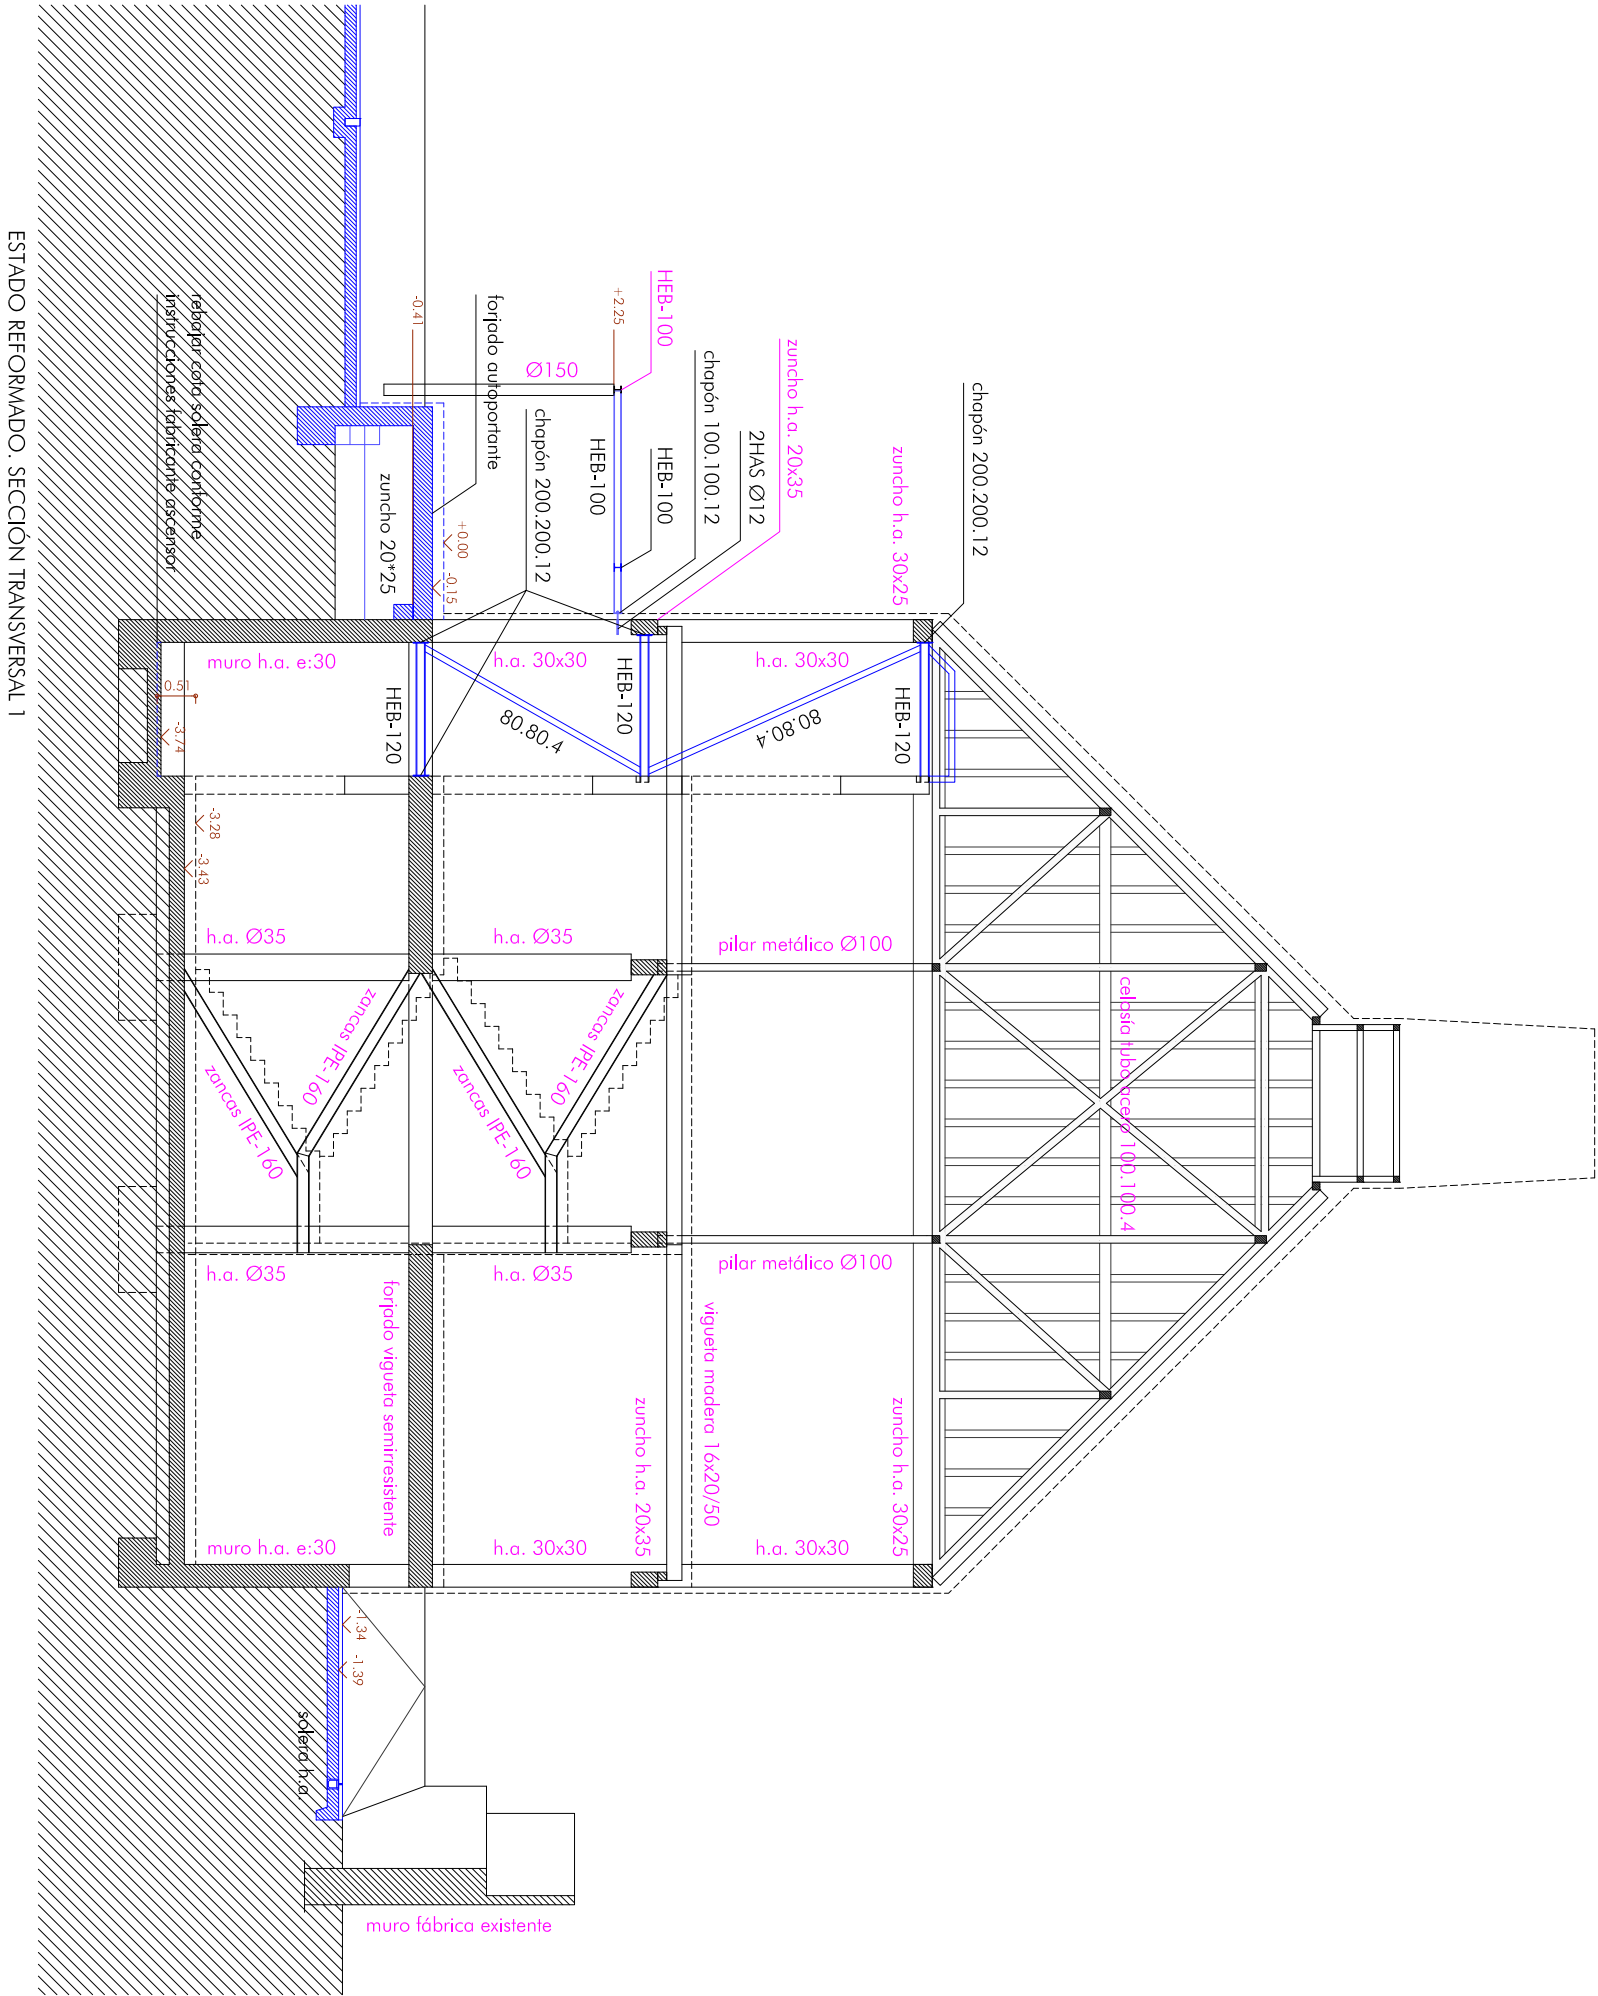 chapón 200.200.12
zuncho h.a. 30x25
zuncho h.a. 20x35
2HAS Ø12
chapón 100.100.12
HEB-100
HEB-100
HEB-100
+2.25
Ø150
chapón 200.200.12
forjado autoportante
-0.41
+0.00
-0.15
zuncho 20*25
rebajar cota solera conforme
instrucciones fabricante ascensor
h.a. 30x30
HEB-120
80.80.4
h.a. 30x30
HEB-120
80.80.4
muro h.a. e:30
HEB-120
0.51
-3.74
-3.28
-3.43
celosía tubo acero 100.100.4
pilar metálico Ø100
pilar metálico Ø100
vigueta madera 16x20/50
zuncho h.a. 30x25
zuncho h.a. 20x35
h.a. 30x30
h.a. Ø35
zancas IPE-160
zancas IPE-160
h.a. Ø35
h.a. 30x30
forjado vigueta semirresistente
h.a. Ø35
zancas IPE-160
zancas IPE-160
h.a. Ø35
muro h.a. e:30
-1.34
-1.39
solera h.a
muro fábrica existente
ESTADO REFORMADO. SECCIÓN TRANSVERSAL 1